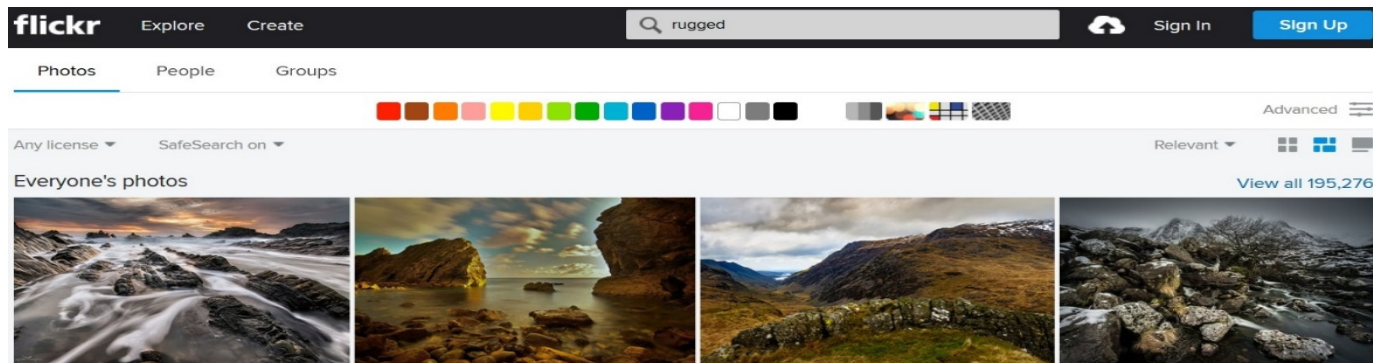 flickr Explore Create rugged Sign In Sign Up
Photos People Groups
Advanced
Any license SafeSearch on Relevant
Everyone's photos View all 195,276